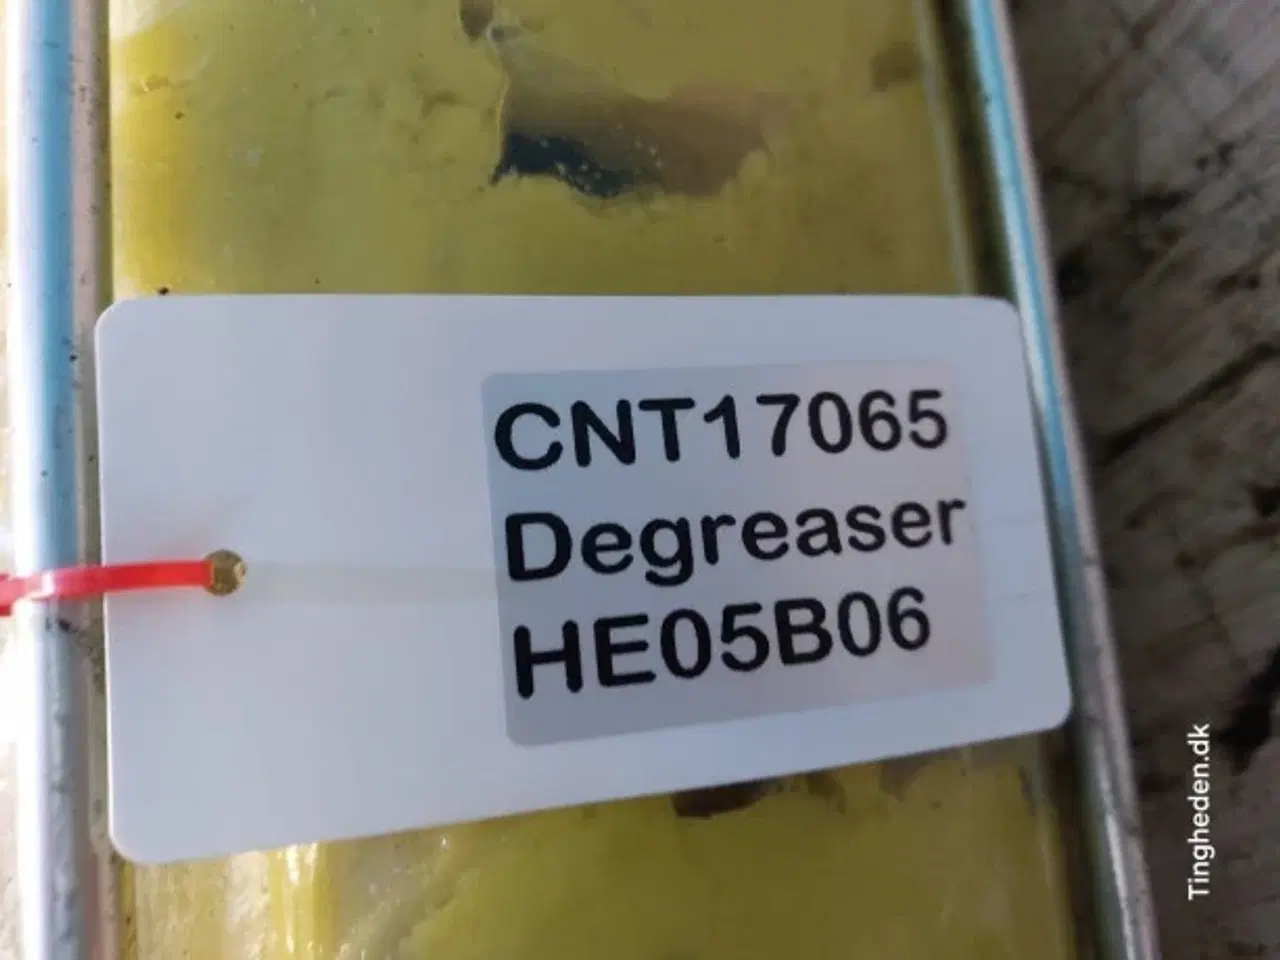 CNT17065
Degreaser
HE05B06
Tingheden.dk